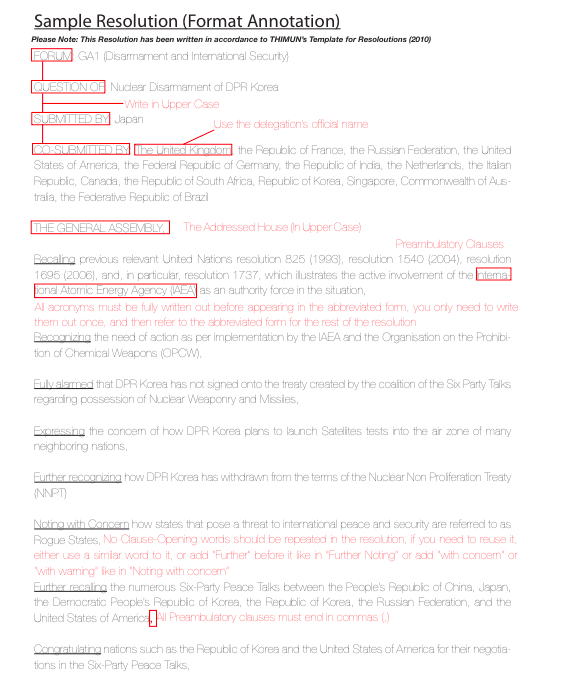 Sample Resolution (Format Annotation)
Please Note: This Resolution has been written in accordance to THIMUN's Template for Resoloutions (2010)
FORUM: GA1 (Disarmament and International Security)
QUESTION OF: Nuclear Disarmament of DPR Korea
Write in Upper Case
SUBMITTED BY: Japan
Use the delegation's official name
CO-SUBMITTED BY: The United Kingdom, the Republic of France, the Russian Federation, the United
States of America, the Federal Republic of Germany, the Republic of India, the Netherlands, the Italian
Republic, Canada, the Republic of South Africa, Republic of Korea, Singapore, Commonwealth of Aus-
tralia, the Federative Republic of Brazil
THE GENERAL ASSEMBLY, The Addressed House (In Upper Case)
Preambulatory Clauses
Recalling previous relevant United Nations resolution 825 (1993), resolution 1540 (2004), resolution
1695 (2006), and, in particular, resolution 1737, which illustrates the active involvement of the Interna-
tional Atomic Energy Agency (IAEA) as an authority force in the situation,
All acronyms must be fully written out before appearing in the abbreviated form, you only need to write
them out once, and then refer to the abbreviated form for the rest of the resolution
Recognizing the need of action as per implementation by the IAEA and the Organisation on the Prohibi-
tion of Chemical Weapons (OPCW),
Fully alarmed that DPR Korea has not signed onto the treaty created by the coalition of the Six Party Talks
regarding possession of Nuclear Weaponry and Missiles,
Expressing the concern of how DPR Korea plans to launch Satellites tests into the air zone of many
neighboring nations,
Further recognizing how DPR Korea has withdrawn from the terms of the Nuclear Non Proliferation Treaty
(NNPT)
Noting with Concern how states that pose a threat to international peace and security are referred to as
Rogue States, No Clause-Opening words should be repeated in the resolution, if you need to reuse it,
either use a similar word to it, or add "Further" before it like in "Further Noting" or add "with concern" or
"with warning" like in "Noting with concern"
Further recalling the numerous Six-Party Peace Talks between the People's Republic of China, Japan,
the Democratic People's Republic of Korea, the Republic of Korea, the Russian Federation, and the
United States of America, All Preambulatory clauses must end in commas (,)
Congratulating nations such as the Republic of Korea and the United States of America for their negotia-
tions in the Six-Party Peace Talks,